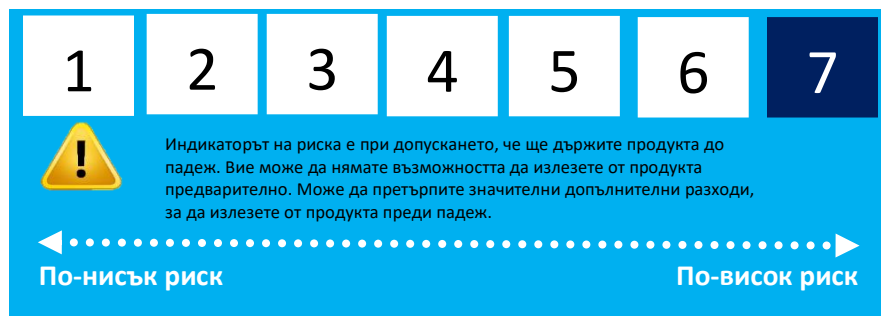 1 2 3 4 5 6 7
Индикаторът на риска е при допускането, че ще държите продукта до
падеж. Вие може да нямате възможността да излезете от продукта
предварително. Може да претърпите значителни допълнителни разходи,
за да излезете от продукта преди падеж.
По-нисък риск По-висок риск